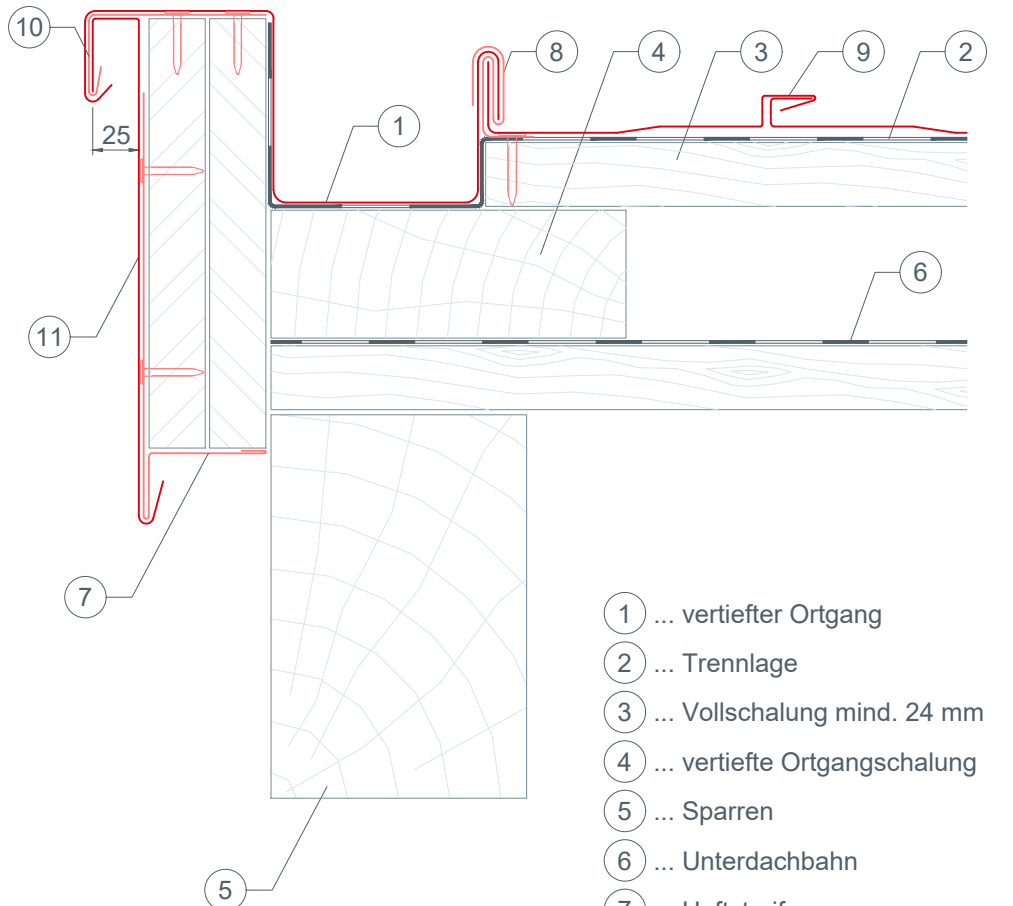 10
8
4
3
9
2
25
1
6
11
7
5
1 ... vertiefter Ortgang
2 ... Trennlage
3 ... Vollschalung mind. 24 mm
4 ... vertiefte Ortgangschalung
5 ... Sparren
6 ... Unterdachbahn